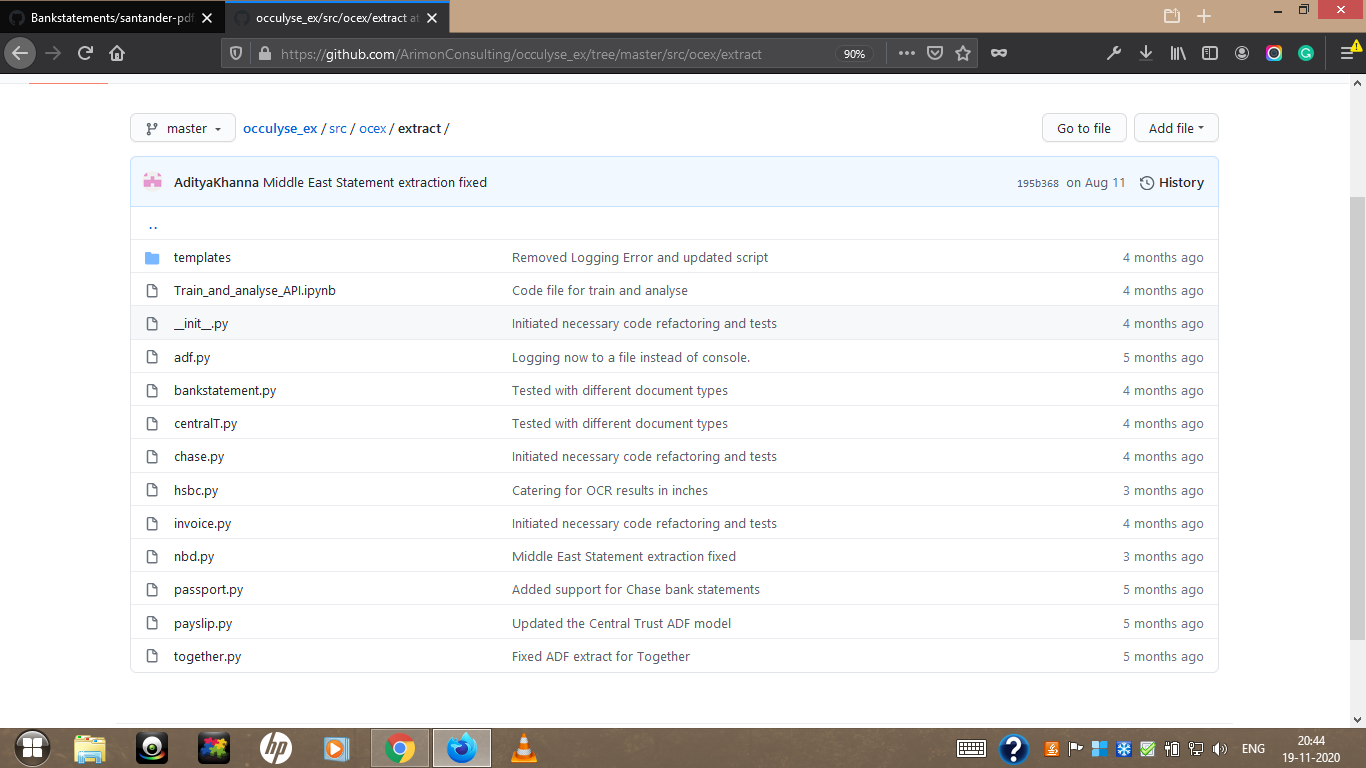 Bankstatements/santander-pdf
occulyse_ex/src/ocex/extract at
https://github.com/ArimonConsulting/occulyse_ex/tree/master/src/ocex/extract
90%
master
occulyse_ex / src / ocex / extract /
Go to file
Add file
AdityaKhanna Middle East Statement extraction fixed
195b368 on Aug 11 History
..
templates Removed Logging Error and updated script 4 months ago
Train_and_analyse_API.ipynb Code file for train and analyse 4 months ago
__init__.py Initiated necessary code refactoring and tests 4 months ago
adf.py Logging now to a file instead of console. 5 months ago
bankstatement.py Tested with different document types 4 months ago
centralT.py Tested with different document types 4 months ago
chase.py Initiated necessary code refactoring and tests 4 months ago
hsbc.py Catering for OCR results in inches 3 months ago
invoice.py Initiated necessary code refactoring and tests 4 months ago
nbd.py Middle East Statement extraction fixed 3 months ago
passport.py Added support for Chase bank statements 5 months ago
payslip.py Updated the Central Trust ADF model 5 months ago
together.py Fixed ADF extract for Together 5 months ago
hp
ENG
20:44
19-11-2020